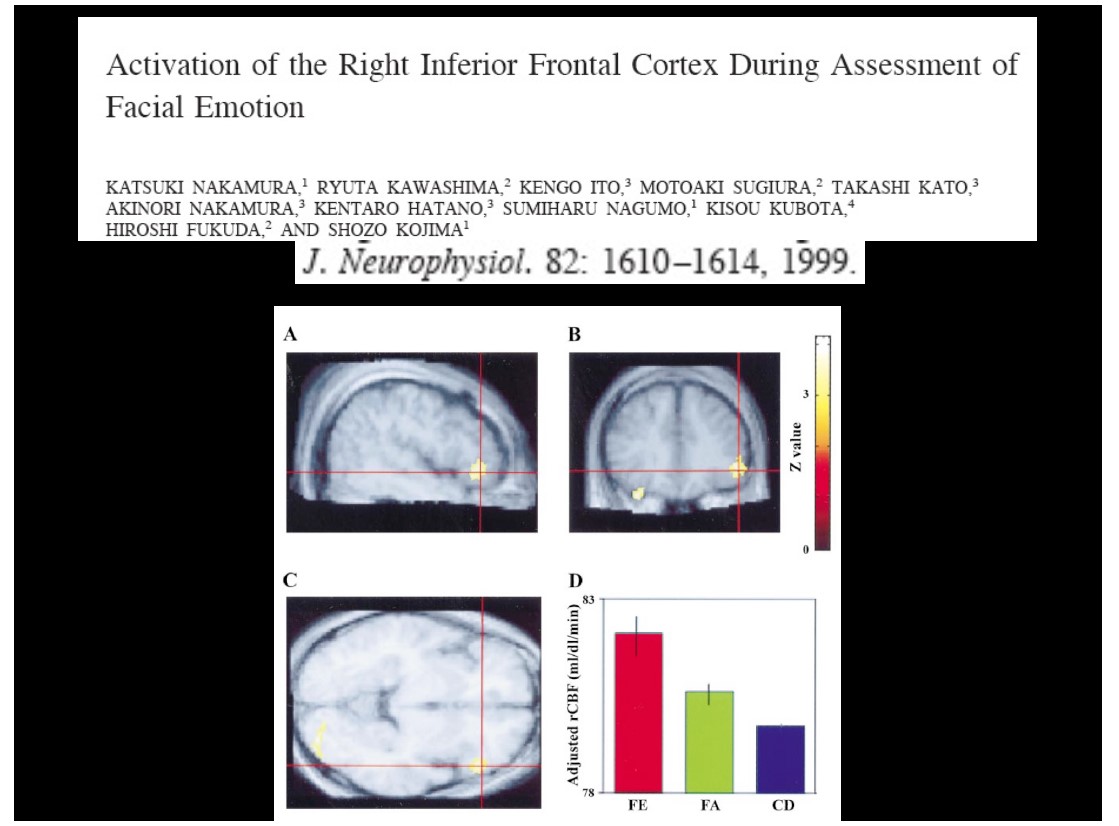 Activation of the Right Inferior Frontal Cortex During Assessment of
Facial Emotion
KATSUKI NAKAMURA,¹ RYUTA KAWASHIMA,² KENGO ITO,³ MOTOAKI SUGIURA,² TAKASHI KATO,³
AKINORI NAKAMURA,³ KENTARO HATANO,³ SUMIHARU NAGUMO,¹ KISOU KUBOTA,⁴
HIROSHI FUKUDA,² AND SHOZO KOJIMA¹
J. Neurophysiol. 82: 1610–1614, 1999.
A
B
3
Z value
0
C
D
83
Adjusted rCBF (ml/dl/min)
78
FE FA CD